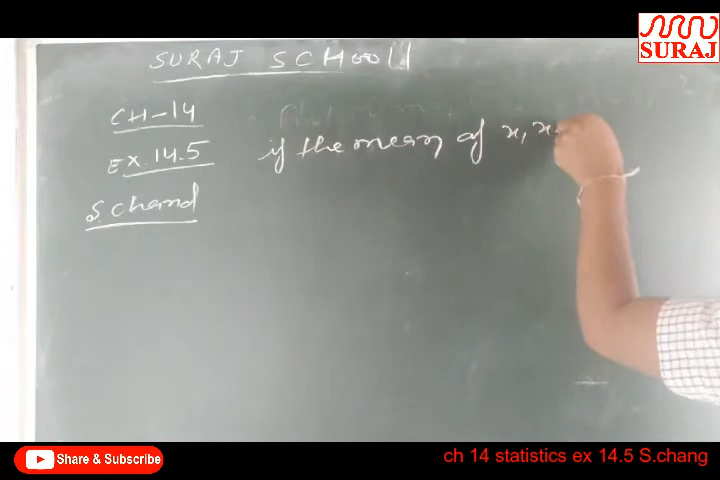 SURAJ SCHOOl
SURAJ
CH-14
EX.14.5
if the mean of x, x
S. Chand
Share & Subscribe
ch 14 statistics ex 14.5 S.chang